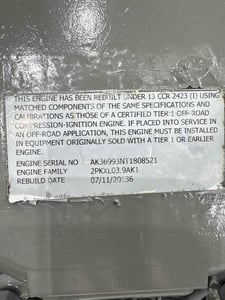 THIS ENGINE HAS BEEN REBUILT UNDER 13 CCR 2423 (I) USING
MATCHED COMPONENTS OF THE SAME SPECIFICATIONS AND
CALIBRATIONS AS THOSE OF A CERTIFIED TIER 1 OFF-ROAD
COMPRESSION-IGNITION ENGINE. IF PLACED INTO SERVICE IN
AN OFF-ROAD APPLICATION, THIS ENGINE MUST BE INSTALLED
IN EQUIPMENT ORIGINALLY SOLD WITH A TIER 1 OR EARLIER
ENGINE.
ENGINE SERIAL NO AK36993NT1808521
ENGINE FAMILY 2PKXL03.9AK1
REBUILD DATE